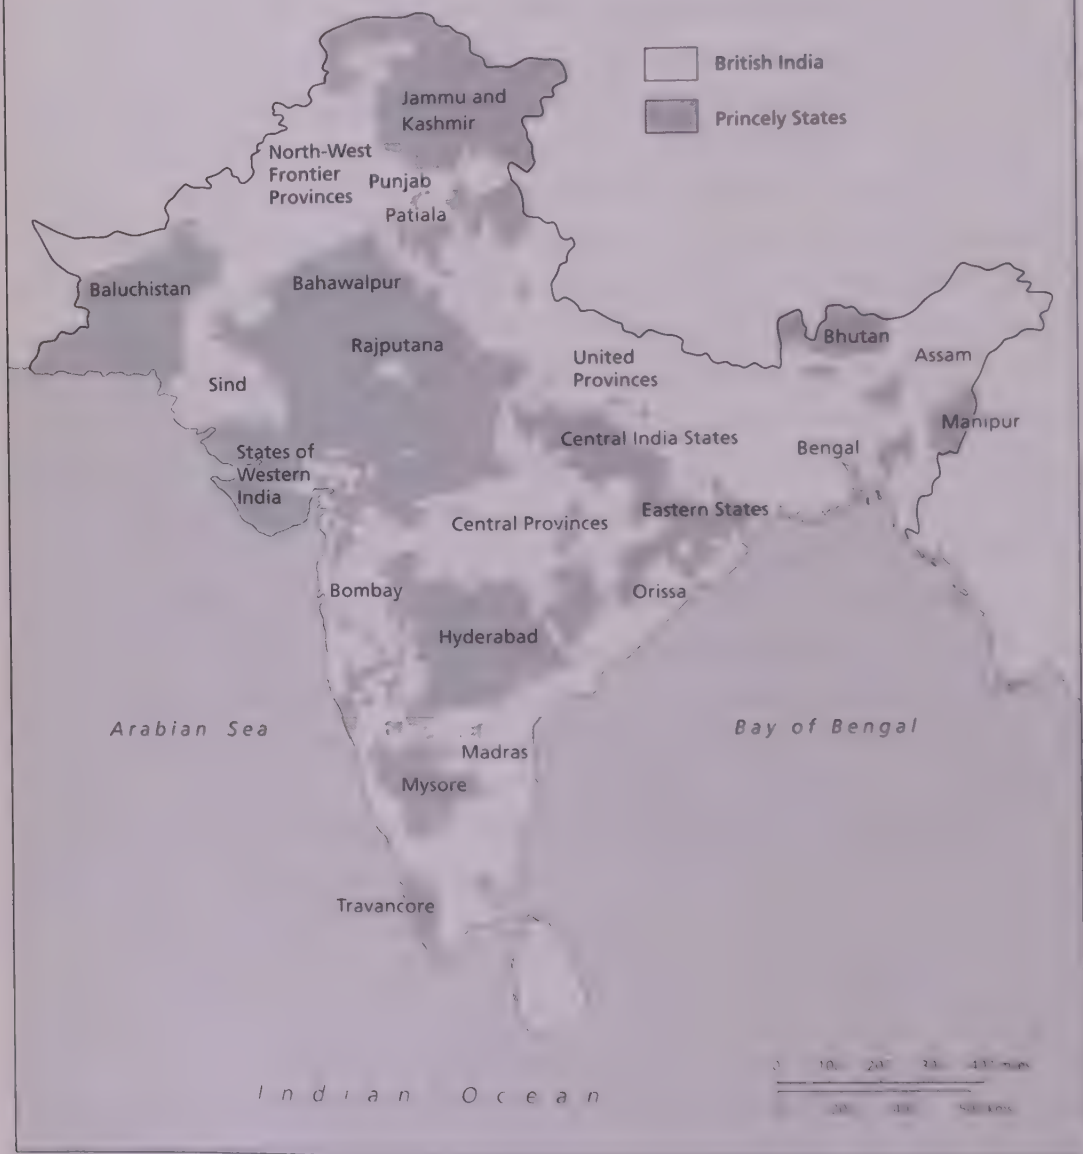 British India
Princely States
Jammu and
Kashmir
North-West
Frontier
Provinces
Punjab
Patiala
Baluchistan
Bahawalpur
Rajputana
Bhutan
Assam
United
Provinces
Sind
Manipur
Central India States
Bengal
States of
Western
India
Eastern States
Central Provinces
Bombay
Orissa
Hyderabad
Arabian Sea
Bay of Bengal
Madras
Mysore
Travancore
Indian Ocean